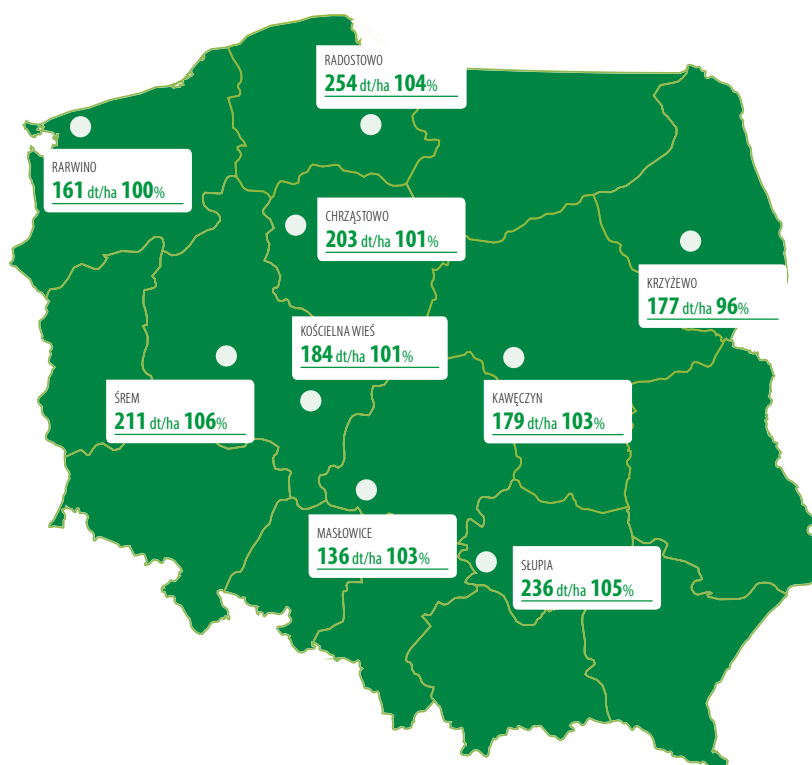 RADOSTOWO
254 dt/ha 104%
RARWINO
161 dt/ha 100%
CHRZĄSTOWO
203 dt/ha 101%
KRZYŻEWO
177 dt/ha 96%
KOŚCIELNA WIEŚ
184 dt/ha 101%
ŚREM
211 dt/ha 106%
KAWĘCZYN
179 dt/ha 103%
MASŁOWICE
136 dt/ha 103%
SŁUPIA
236 dt/ha 105%